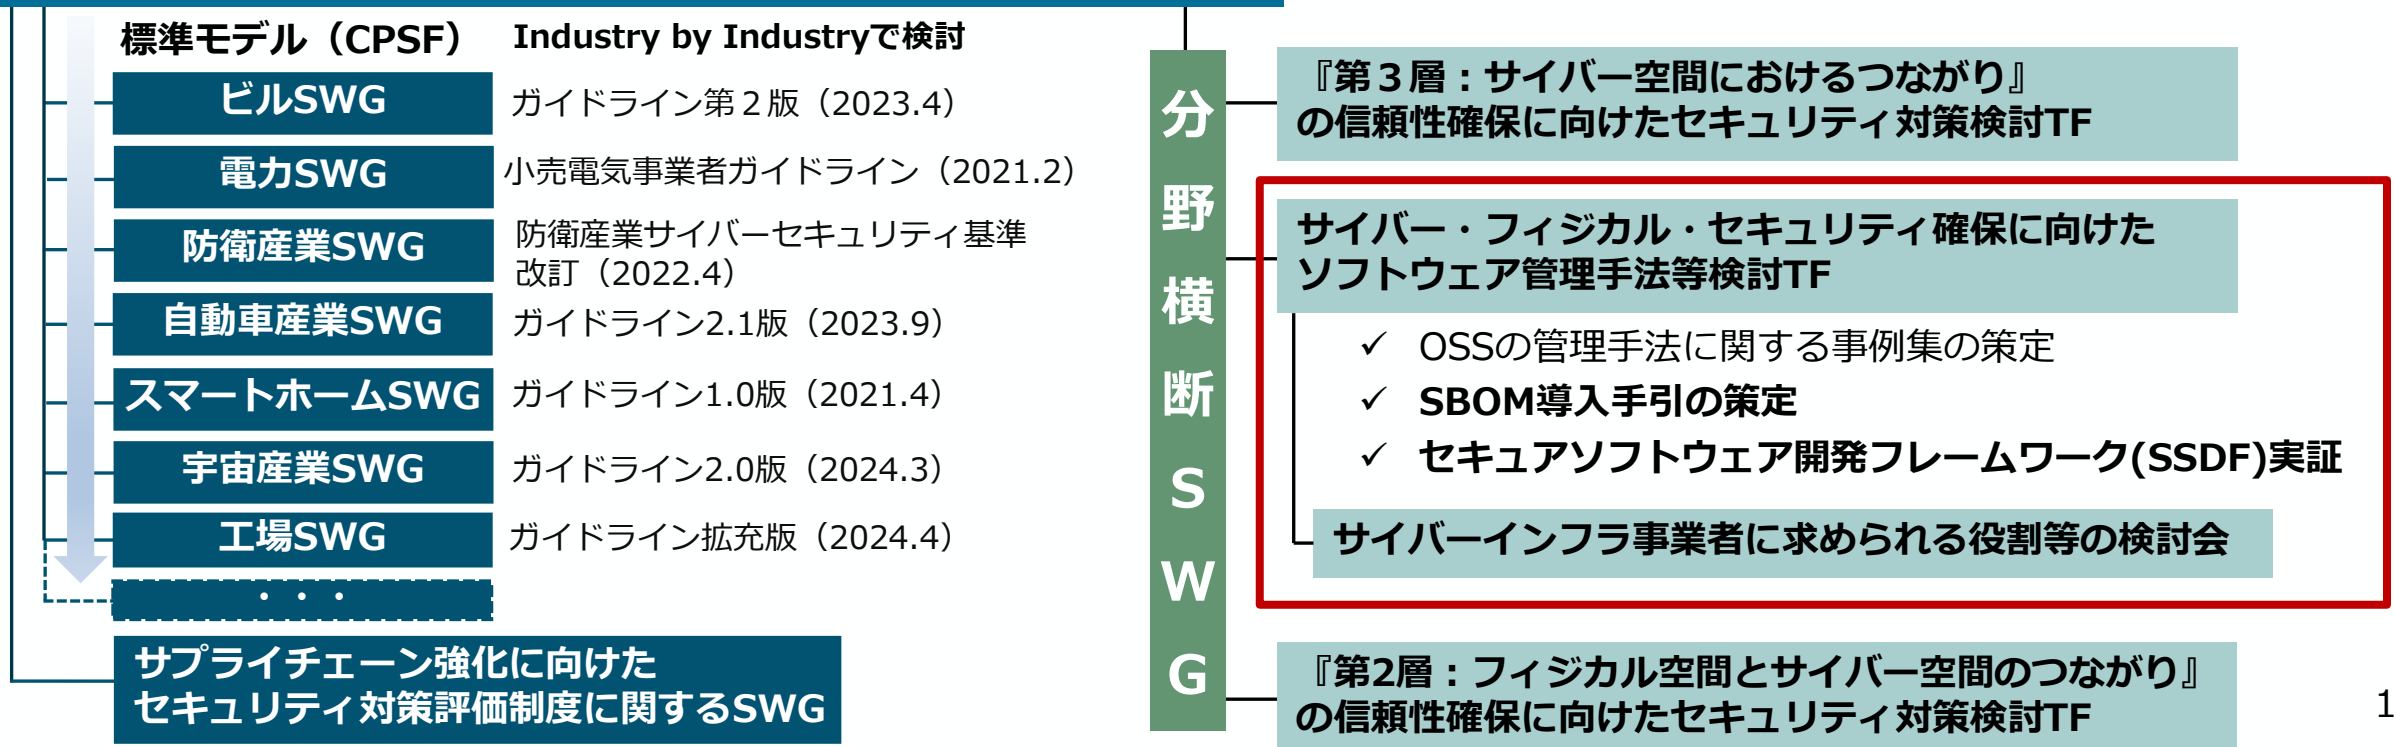 標準モデル（CPSF）
Industry by Industryで検討
ビルSWG
ガイドライン第２版（2023.4）
電力SWG
小売電気事業者ガイドライン（2021.2）
防衛産業SWG
防衛産業サイバーセキュリティ基準
改訂（2022.4）
自動車産業SWG
ガイドライン2.1版（2023.9）
スマートホームSWG
ガイドライン1.0版（2021.4）
宇宙産業SWG
ガイドライン2.0版（2024.3）
工場SWG
ガイドライン拡充版（2024.4）
・・・
サプライチェーン強化に向けた
セキュリティ対策評価制度に関するSWG
分野横断SWG
『第３層：サイバー空間におけるつながり』
の信頼性確保に向けたセキュリティ対策検討TF
サイバー・フィジカル・セキュリティ確保に向けた
ソフトウェア管理手法等検討TF
✓ OSSの管理手法に関する事例集の策定
✓ SBOM導入手引の策定
✓ セキュアソフトウェア開発フレームワーク(SSDF)実証
サイバーインフラ事業者に求められる役割等の検討会
『第2層：フィジカル空間とサイバー空間のつながり』
の信頼性確保に向けたセキュリティ対策検討TF
1